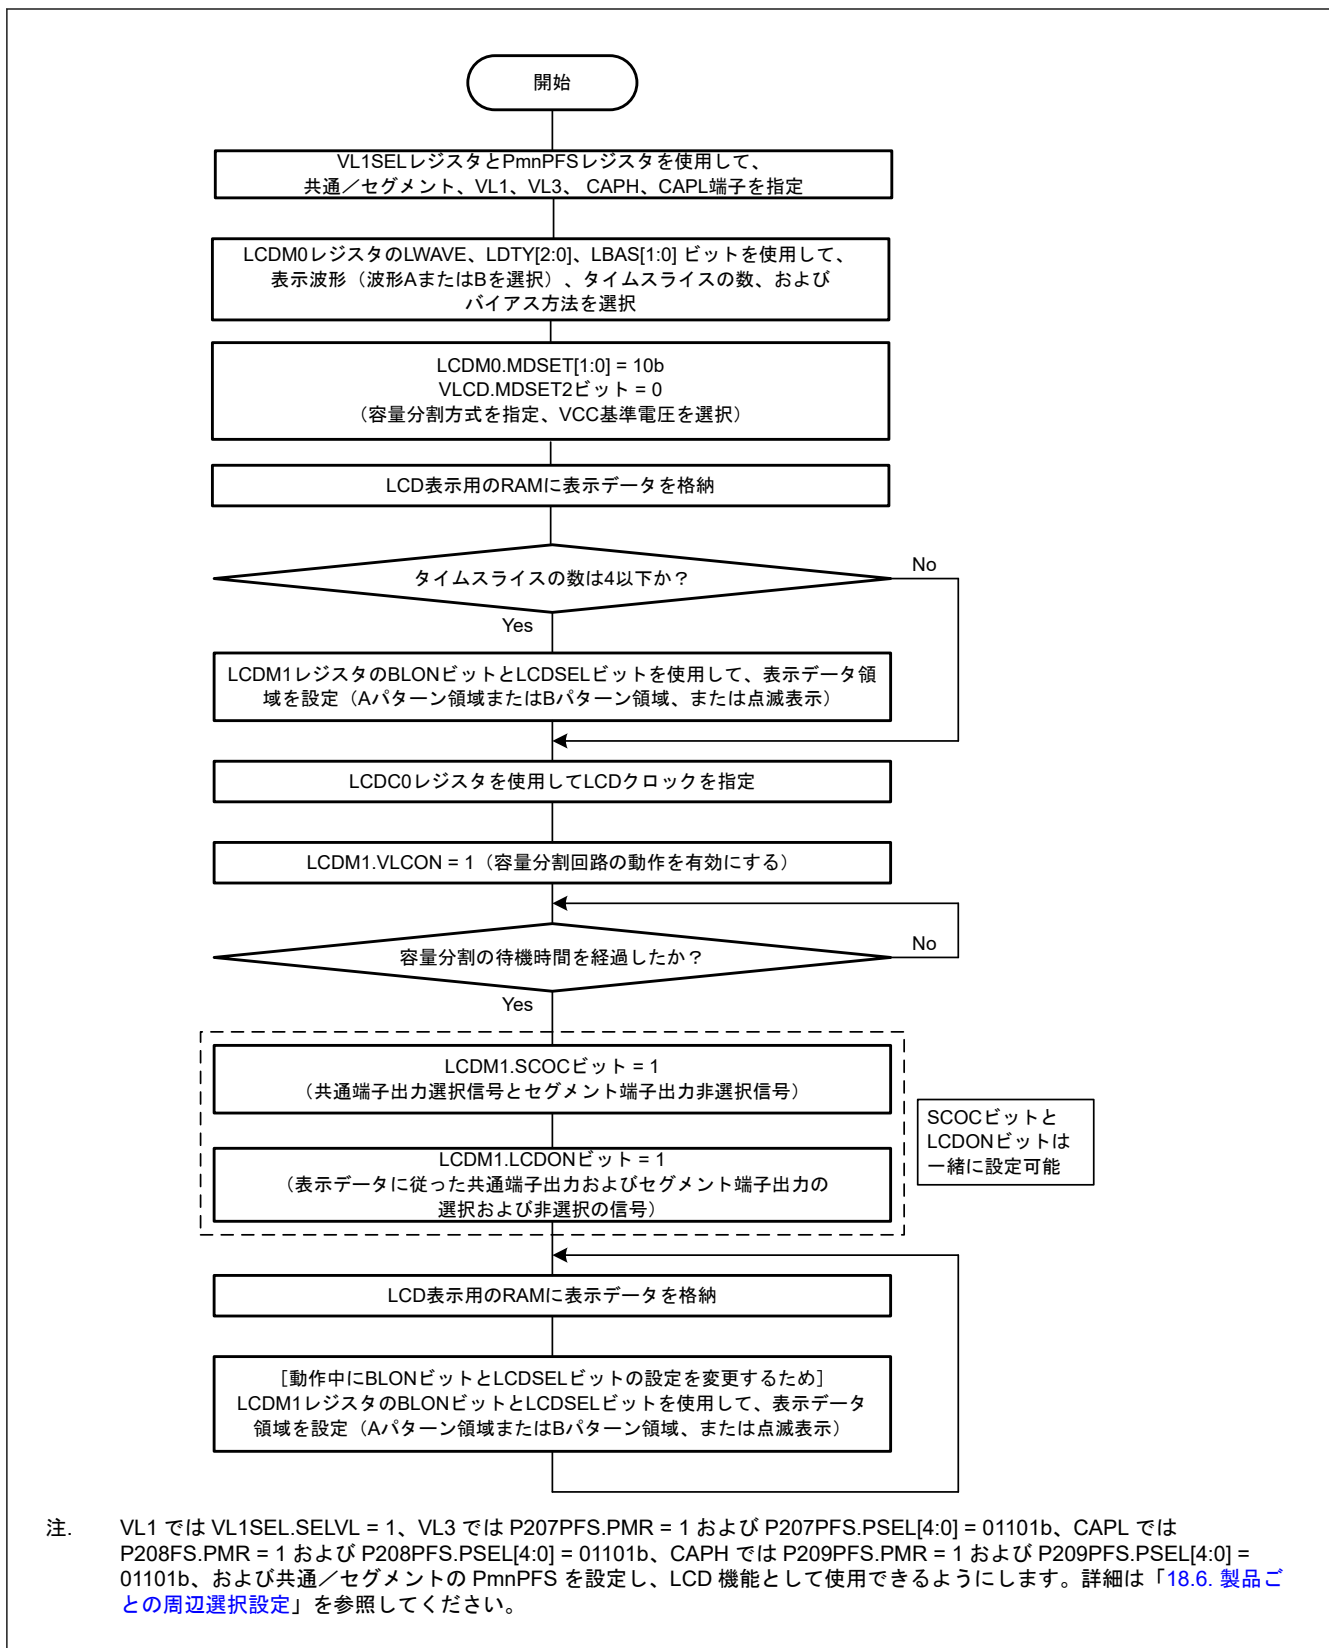 開始
VL1SELレジスタとPmnPFSレジスタを使用して、
共通／セグメント、VL1、VL3、 CAPH、CAPL端子を指定
LCDM0レジスタのLWAVE、LDTY[2:0]、LBAS[1:0] ビットを使用して、
表示波形（波形AまたはBを選択）、タイムスライスの数、および
バイアス方法を選択
LCDM0.MDSET[1:0] = 10b
VLCD.MDSET2ビット = 0
（容量分割方式を指定、VCC基準電圧を選択）
LCD表示用のRAMに表示データを格納
タイムスライスの数は4以下か？
No
Yes
LCDM1レジスタのBLONビットとLCDSELビットを使用して、表示データ領
域を設定（Aパターン領域またはBパターン領域、または点滅表示）
LCDC0レジスタを使用してLCDクロックを指定
LCDM1.VLCON = 1（容量分割回路の動作を有効にする）
容量分割の待機時間を経過したか？
No
Yes
LCDM1.SCOCビット = 1
（共通端子出力選択信号とセグメント端子出力非選択信号）
LCDM1.LCDONビット = 1
（表示データに従った共通端子出力およびセグメント端子出力の
選択および非選択の信号）
SCOCビットと
LCDONビットは
一緒に設定可能
LCD表示用のRAMに表示データを格納
［動作中にBLONビットとLCDSELビットの設定を変更するため］
LCDM1レジスタのBLONビットとLCDSELビットを使用して、表示データ
領域を設定（Aパターン領域またはBパターン領域、または点滅表示）
注. VL1 では VL1SEL.SELVL = 1、VL3 では P207PFS.PMR = 1 および P207PFS.PSEL[4:0] = 01101b、CAPL では
P208FS.PMR = 1 および P208PFS.PSEL[4:0] = 01101b、CAPH では P209PFS.PMR = 1 および P209PFS.PSEL[4:0] =
01101b、および共通／セグメントの PmnPFS を設定し、LCD 機能として使用できるようにします。詳細は「18.6. 製品ご
との周辺選択設定」を参照してください。